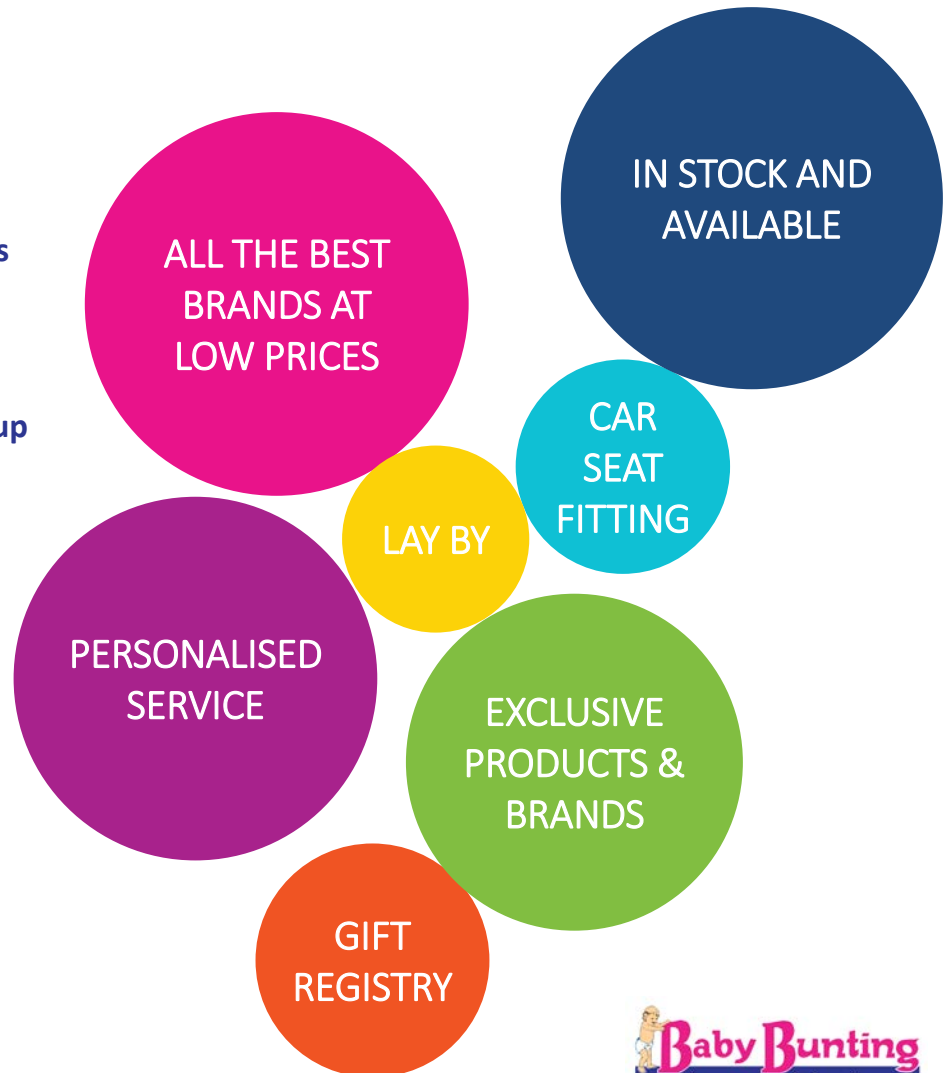 IN STOCK AND
AVAILABLE
s
ALL THE BEST
BRANDS AT
LOW PRICES
up
CAR
SEAT
FITTING
LAY BY
PERSONALISED
SERVICE
EXCLUSIVE
PRODUCTS &
BRANDS
GIFT
REGISTRY
Baby Bunting